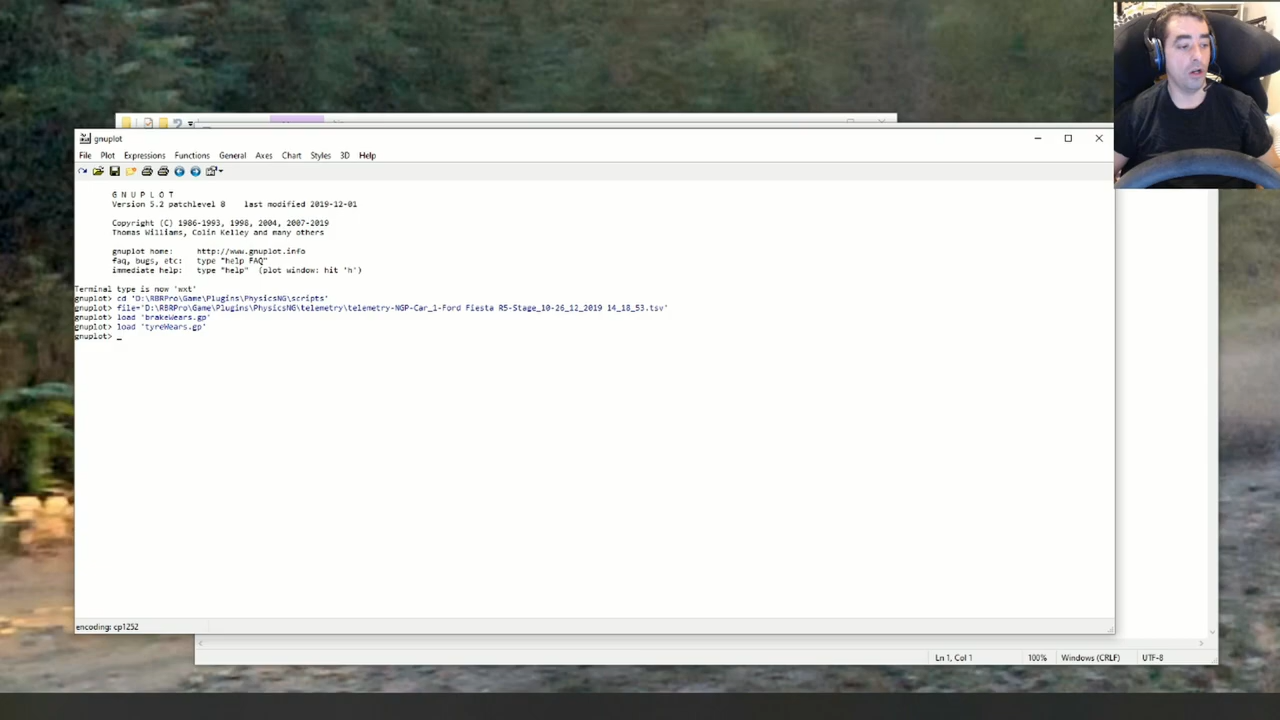 gnuplot
File Plot Expressions Functions General Axes Chart Styles 3D Help
G N U P L O T
Version 5.2 patchlevel 8 last modified 2019-12-01
Copyright (C) 1986-1993, 1998, 2004, 2007-2019
Thomas Williams, Colin Kelley and many others
gnuplot home: http://www.gnuplot.info
faq, bugs, etc: type "help FAQ"
immediate help: type "help" (plot window: hit 'h')
Terminal type is now 'wxt'
gnuplot> cd 'D:\RBRPro\Game\Plugins\PhysicsNG\scripts'
gnuplot> file='D:\RBRPro\Game\Plugins\PhysicsNG\telemetry\telemetry-NGP-Car_1-Ford Fiesta R5-Stage_10-26_12_2019 14_18_53.tsv'
gnuplot> load 'brakeWears.gp'
gnuplot> load 'tyreWears.gp'
gnuplot> _
encoding: cp1252
Ln 1, Col 1 100% Windows (CRLF) UTF-8